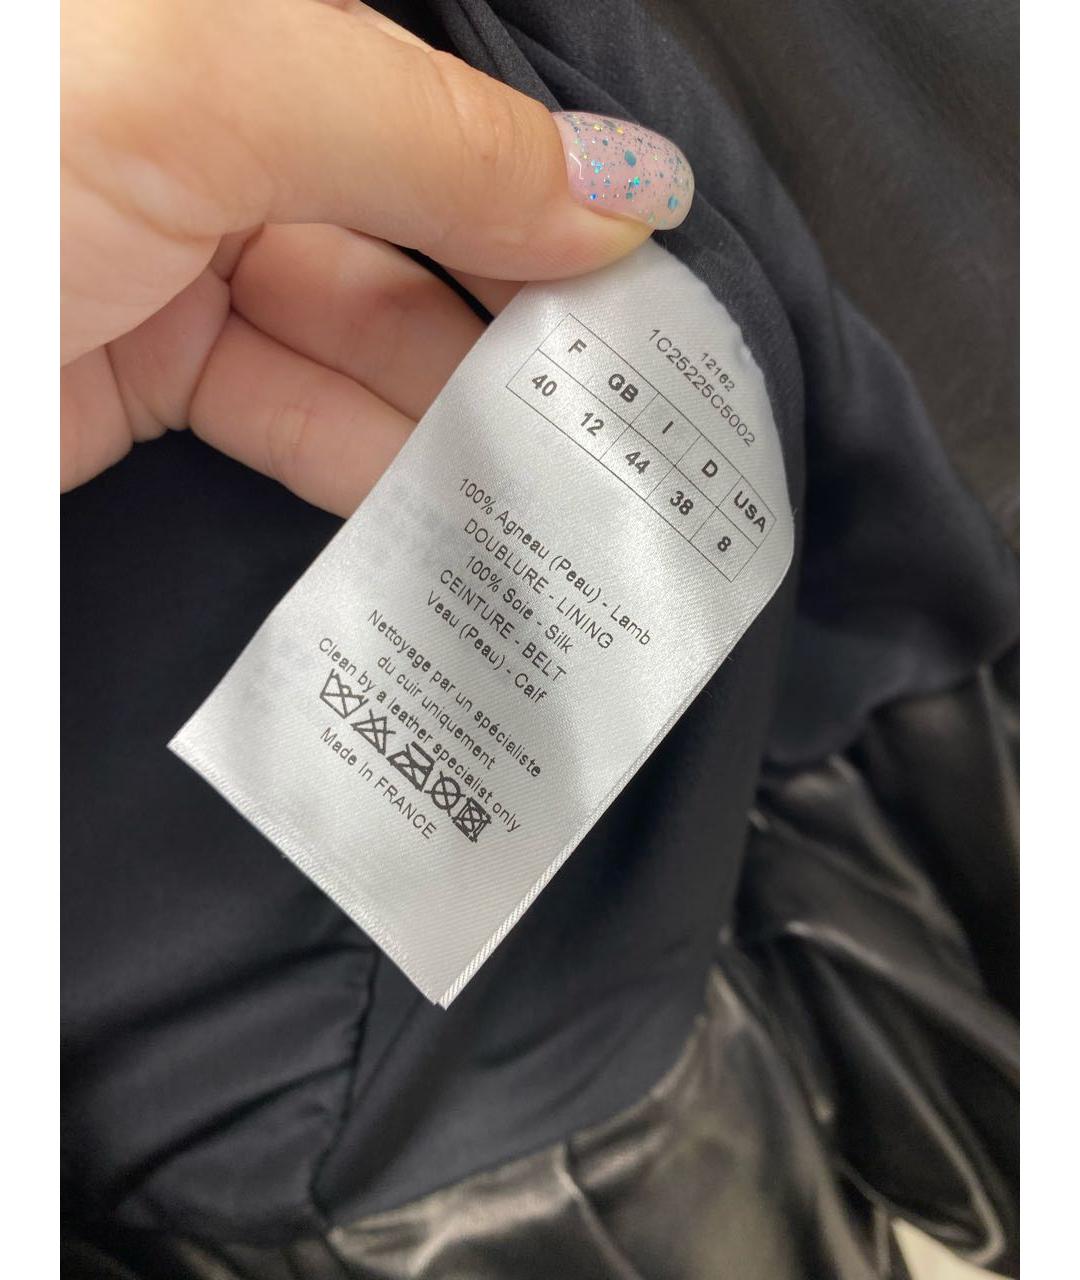 12162
1C25225C5002
F GB I D USA
40 12 44 38 8
100% Agneau (Peau) - Lamb
DOUBLURE - LINING
100% Soie - Silk
CEINTURE - BELT
Veau (Peau) - Calf
Nettoyage par un spécialiste
du cuir uniquement
Clean by a leather specialist only
Made in FRANCE